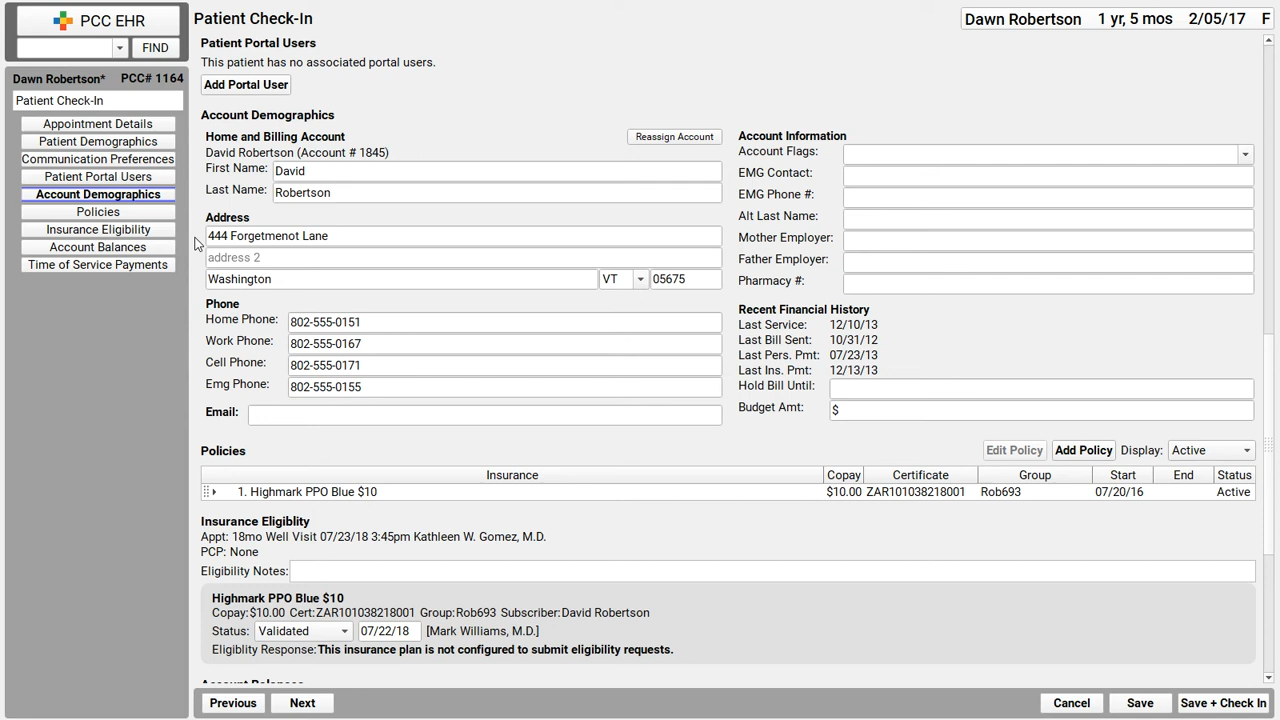 PCC EHR
FIND
Dawn Robertson* PCC# 1164
Patient Check-In
Appointment Details
Patient Demographics
Communication Preferences
Patient Portal Users
Account Demographics
Policies
Insurance Eligibility
Account Balances
Time of Service Payments
Patient Check-In
Dawn Robertson 1 yr, 5 mos 2/05/17 F
Patient Portal Users
This patient has no associated portal users.
Add Portal User
Account Demographics
Home and Billing Account
Reassign Account
David Robertson (Account # 1845)
First Name: David
Last Name: Robertson
Address
444 Forgetmenot Lane
address 2
Washington VT 05675
Phone
Home Phone: 802-555-0151
Work Phone: 802-555-0167
Cell Phone: 802-555-0171
Emg Phone: 802-555-0155
Email:
Account Information
Account Flags:
EMG Contact:
EMG Phone #:
Alt Last Name:
Mother Employer:
Father Employer:
Pharmacy #:
Recent Financial History
Last Service: 12/10/13
Last Bill Sent: 10/31/12
Last Pers. Pmt: 07/23/13
Last Ins. Pmt: 12/13/13
Hold Bill Until:
Budget Amt: $
Policies
Edit Policy Add Policy Display: Active
Insurance Copay Certificate Group Start End Status
1. Highmark PPO Blue $10 $10.00 ZAR101038218001 Rob693 07/20/16 Active
Insurance Eligiblity
Appt: 18mo Well Visit 07/23/18 3:45pm Kathleen W. Gomez, M.D.
PCP: None
Eligibility Notes:
Highmark PPO Blue $10
Copay:$10.00 Cert:ZAR101038218001 Group:Rob693 Subscriber:David Robertson
Status: Validated 07/22/18 [Mark Williams, M.D.]
Eligiblity Response:This insurance plan is not configured to submit eligibility requests.
Account Balances
Previous Next Cancel Save Save + Check In